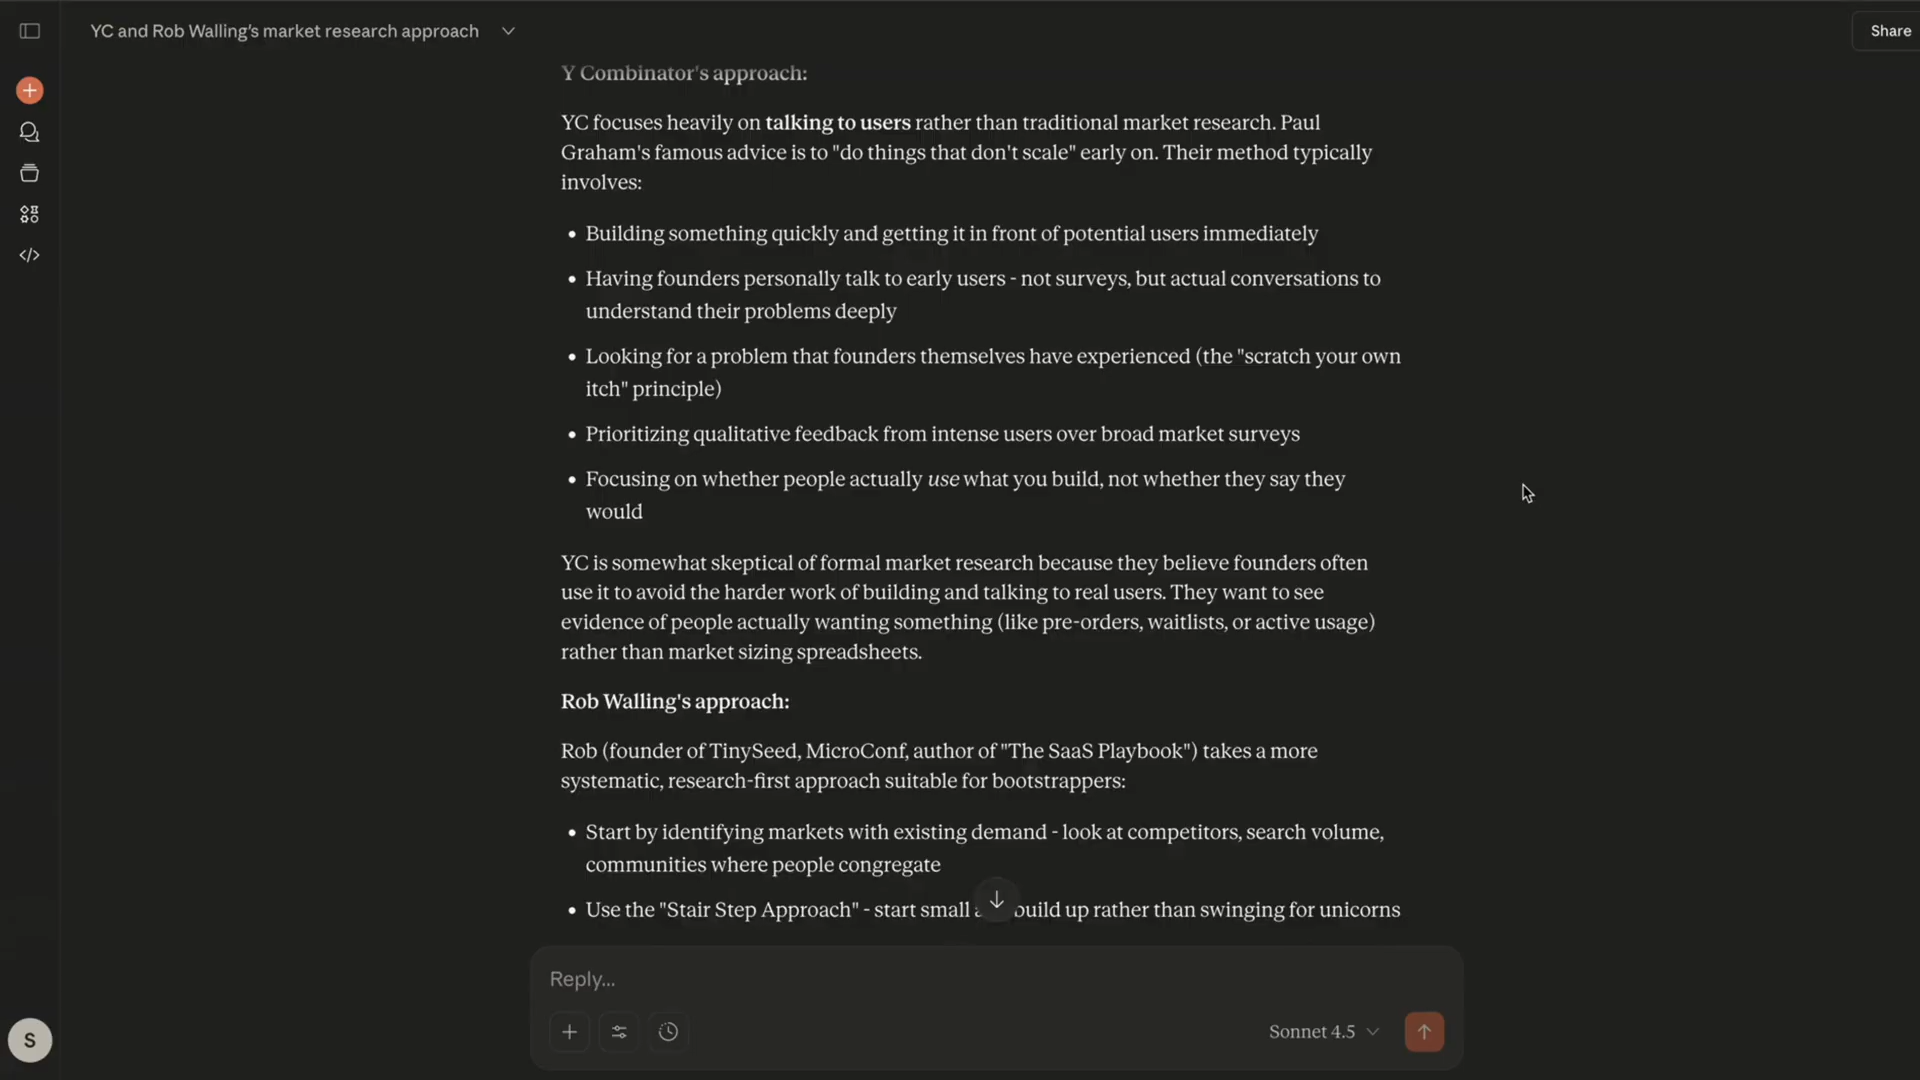 YC and Rob Walling's market research approach
Share
Y Combinator's approach:
YC focuses heavily on talking to users rather than traditional market research. Paul
Graham's famous advice is to "do things that don't scale" early on. Their method typically
involves:
• Building something quickly and getting it in front of potential users immediately
• Having founders personally talk to early users - not surveys, but actual conversations to
understand their problems deeply
• Looking for a problem that founders themselves have experienced (the "scratch your own
itch" principle)
• Prioritizing qualitative feedback from intense users over broad market surveys
• Focusing on whether people actually use what you build, not whether they say they
would
YC is somewhat skeptical of formal market research because they believe founders often
use it to avoid the harder work of building and talking to real users. They want to see
evidence of people actually wanting something (like pre-orders, waitlists, or active usage)
rather than market sizing spreadsheets.
Rob Walling's approach:
Rob (founder of TinySeed, MicroConf, author of "The SaaS Playbook") takes a more
systematic, research-first approach suitable for bootstrappers:
• Start by identifying markets with existing demand - look at competitors, search volume,
communities where people congregate
• Use the "Stair Step Approach" - start small build up rather than swinging for unicorns
Reply...
Sonnet 4.5
S